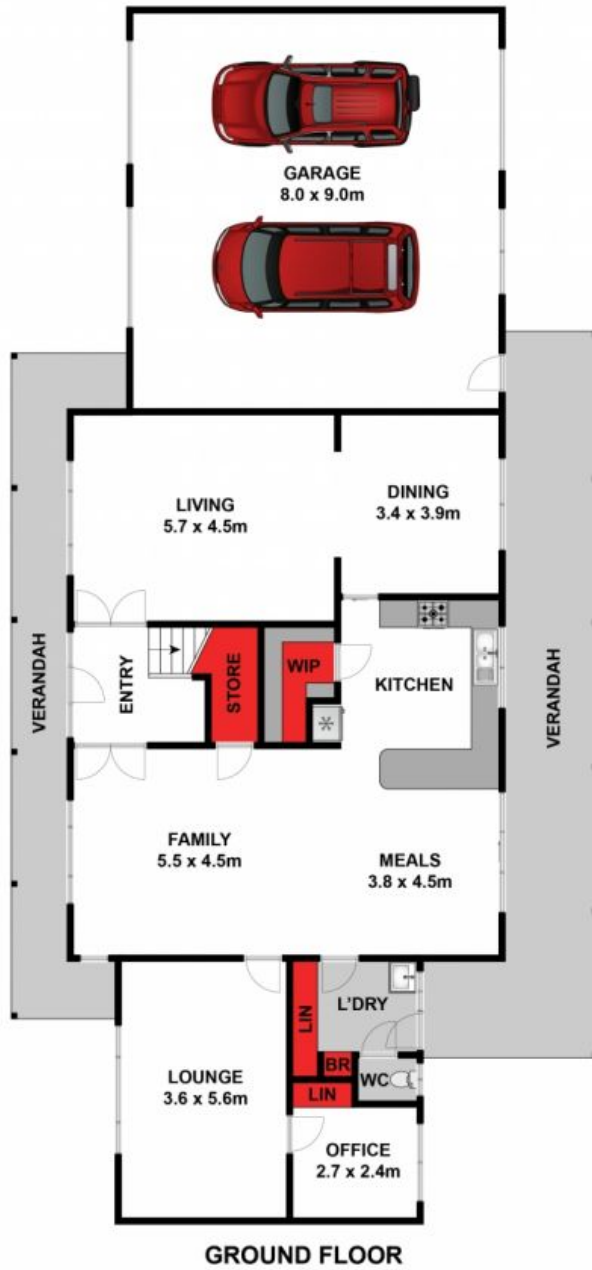 GARAGE
8.0 x 9.0m
LIVING
5.7 x 4.5m
DINING
3.4 x 3.9m
VERANDAH
ENTRY
STORE
WIP
KITCHEN
VERANDAH
FAMILY
5.5 x 4.5m
MEALS
3.8 x 4.5m
LIN
L'DRY
BR
WC
LIN
LOUNGE
3.6 x 5.6m
OFFICE
2.7 x 2.4m
GROUND FLOOR